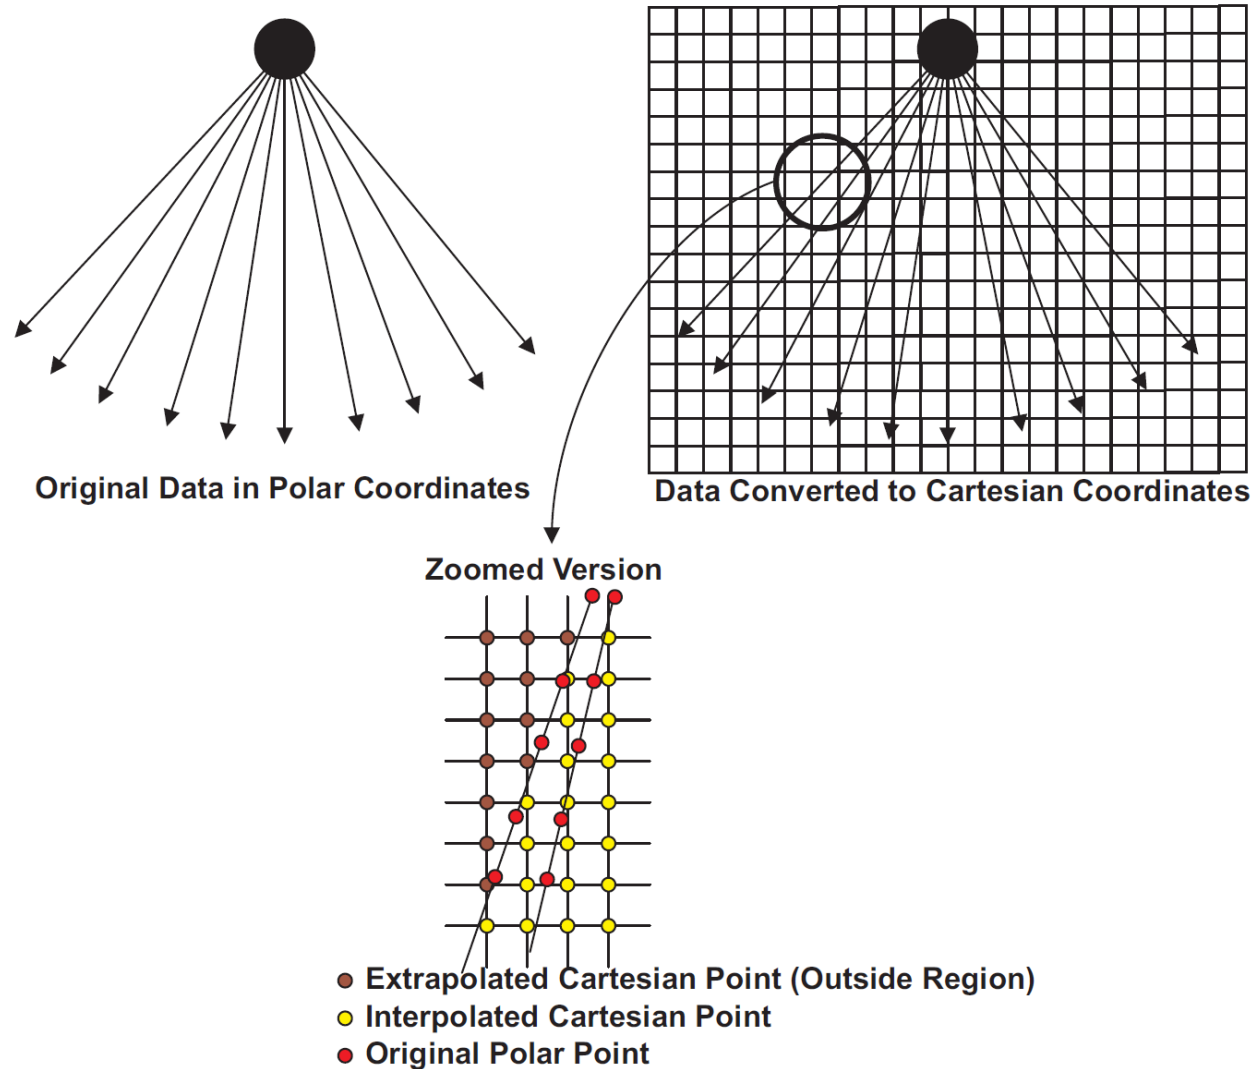 Original Data in Polar Coordinates
Data Converted to Cartesian Coordinates
Zoomed Version
Extrapolated Cartesian Point (Outside Region)
Interpolated Cartesian Point
Original Polar Point